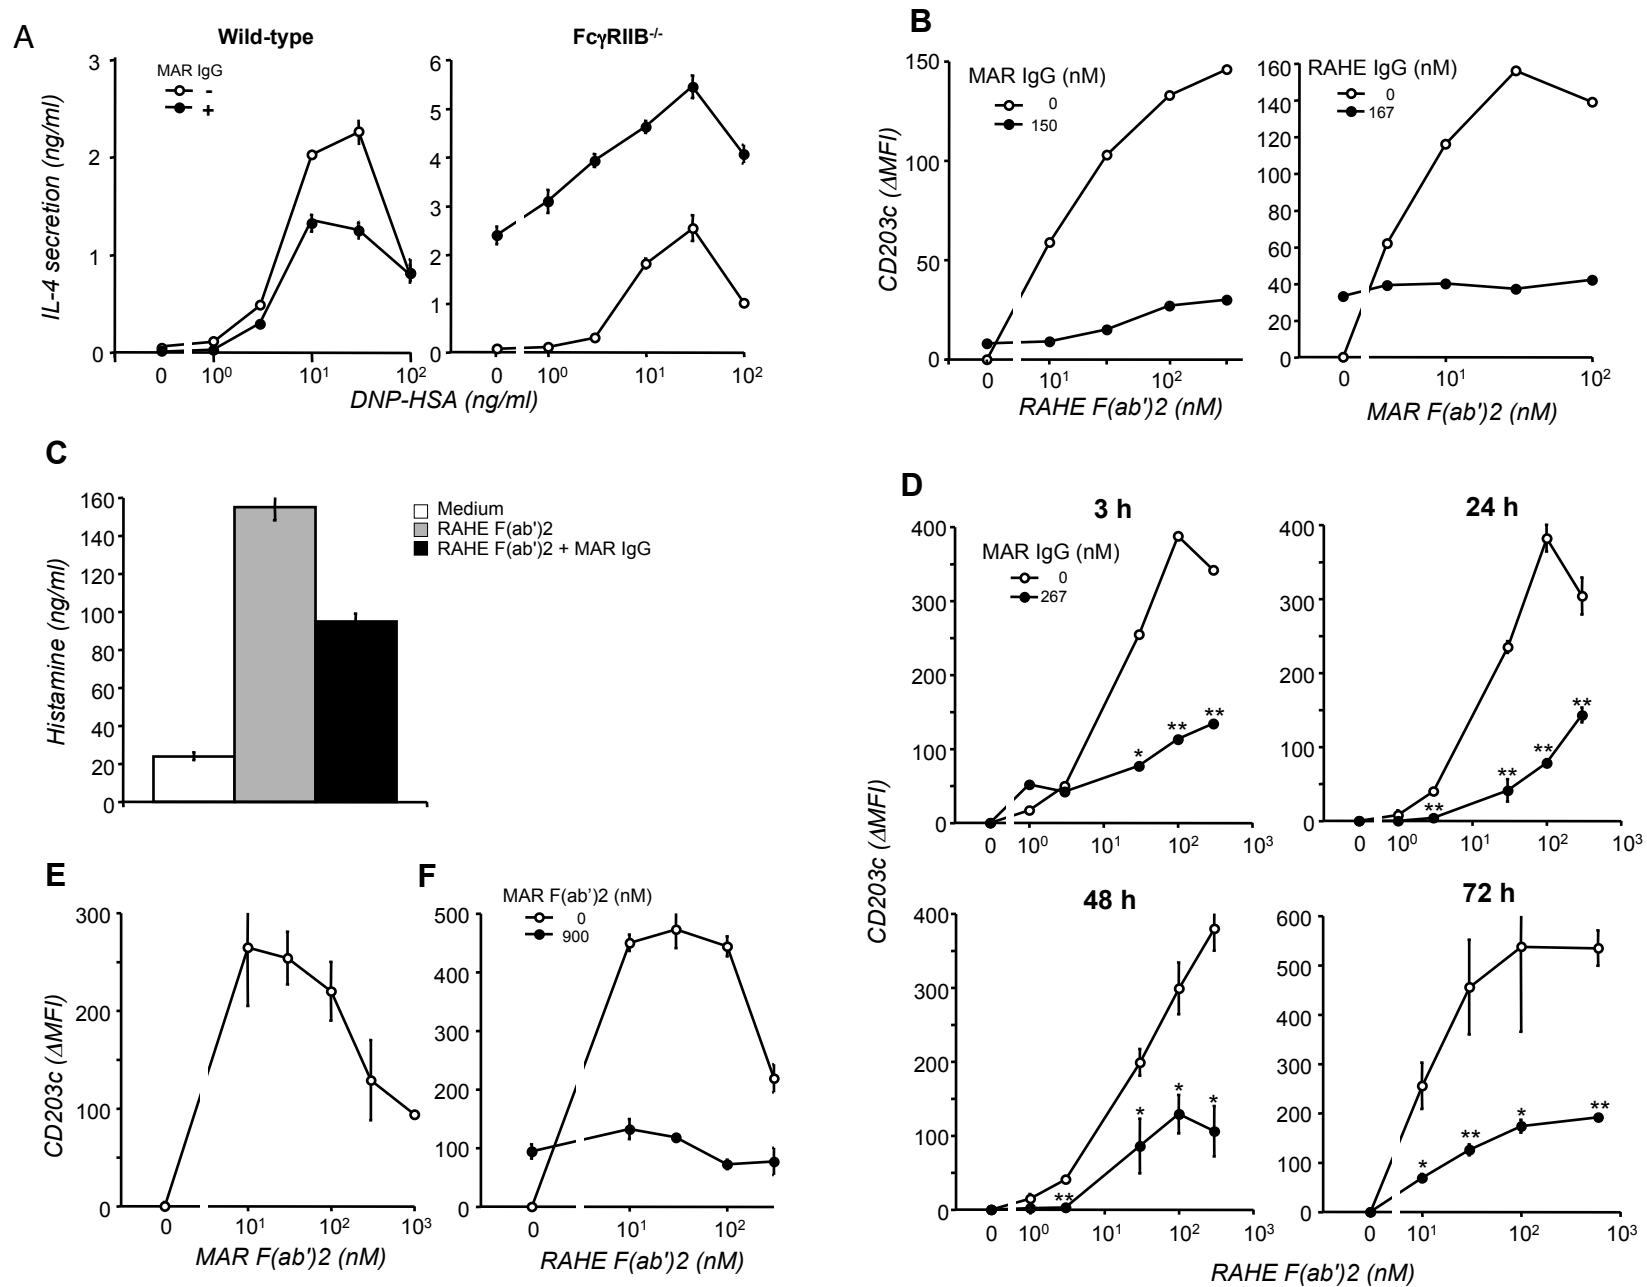 A
Wild-type
FcγRIIB-/-
MAR IgG
-
+
IL-4 secretion (ng/ml)
3
2
1
0
6
5
4
3
2
1
0
0 10⁰ 10¹ 10²
0 10⁰ 10¹ 10²
DNP-HSA (ng/ml)
B
MAR IgG (nM)
0
150
RAHE IgG (nM)
0
167
CD203c (ΔMFI)
150
100
50
0
160
140
120
100
80
60
40
20
0
0 10¹ 10²
0 10¹ 10²
RAHE F(ab')2 (nM)
MAR F(ab')2 (nM)
C
Histamine (ng/ml)
160
140
120
100
80
60
40
20
0
Medium
RAHE F(ab')2
RAHE F(ab')2 + MAR IgG
D
3 h
24 h
MAR IgG (nM)
0
267
400
300
200
100
0
* ** **
0 10⁰ 10¹ 10² 10³
400
300
200
100
0
** ** ** **
0 10⁰ 10¹ 10² 10³
CD203c (ΔMFI)
48 h
72 h
400
300
200
100
0
** * * *
0 10⁰ 10¹ 10² 10³
600
500
400
300
200
100
0
* ** * **
0 10¹ 10² 10³
RAHE F(ab')2 (nM)
E
CD203c (ΔMFI)
300
200
100
0
0 10¹ 10² 10³
MAR F(ab')2 (nM)
F
MAR F(ab’)2 (nM)
0
900
500
400
300
200
100
0
0 10¹ 10²
RAHE F(ab')2 (nM)